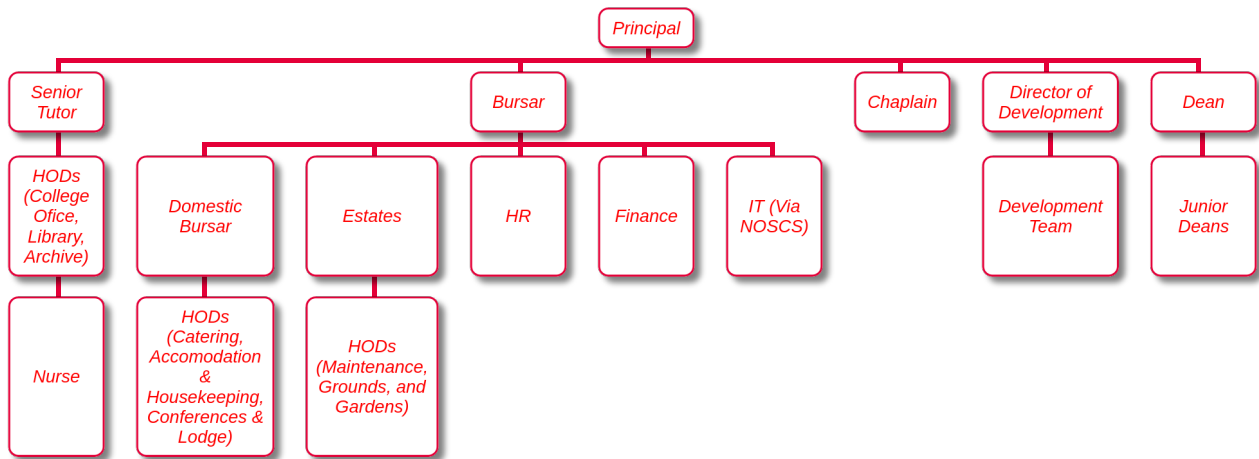 Principal
Senior
Tutor
Bursar
Chaplain
Director of
Development
Dean
HODs
(College
Ofice,
Library,
Archive)
Domestic
Bursar
Estates
HR
Finance
IT (Via
NOSCS)
Development
Team
Junior
Deans
Nurse
HODs
(Catering,
Accomodation
&
Housekeeping,
Conferences &
Lodge)
HODs
(Maintenance,
Grounds, and
Gardens)